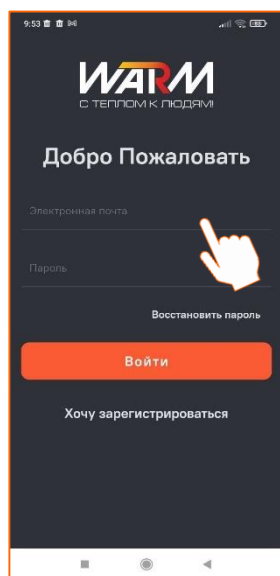 9:53
WARM
С ТЕПЛОМ К ЛЮДЯМ!
Добро Пожаловать
Электронная почта
Пароль
Восстановить пароль
Войти
Хочу зарегистрироваться